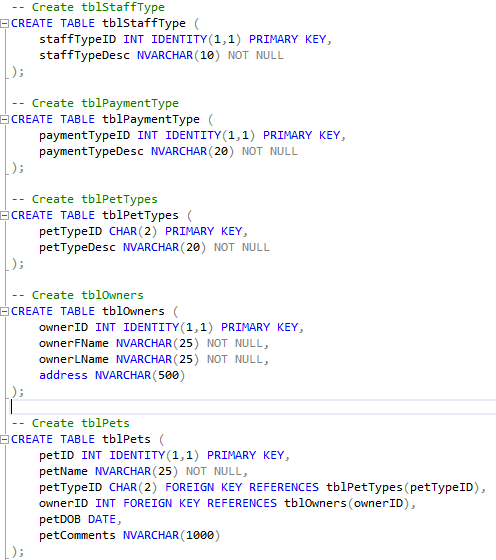 -- Create tblStaffType
CREATE TABLE tblStaffType (
    staffTypeID INT IDENTITY(1,1) PRIMARY KEY,
    staffTypeDesc NVARCHAR(10) NOT NULL
);
-- Create tblPaymentType
CREATE TABLE tblPaymentType (
    paymentTypeID INT IDENTITY(1,1) PRIMARY KEY,
    paymentTypeDesc NVARCHAR(20) NOT NULL
);
-- Create tblPetTypes
CREATE TABLE tblPetTypes (
    petTypeID CHAR(2) PRIMARY KEY,
    petTypeDesc NVARCHAR(20) NOT NULL
);
-- Create tblOwners
CREATE TABLE tblOwners (
    ownerID INT IDENTITY(1,1) PRIMARY KEY,
    ownerFName NVARCHAR(25) NOT NULL,
    ownerLName NVARCHAR(25) NOT NULL,
    address NVARCHAR(500)
);
-- Create tblPets
CREATE TABLE tblPets (
    petID INT IDENTITY(1,1) PRIMARY KEY,
    petName NVARCHAR(25) NOT NULL,
    petTypeID CHAR(2) FOREIGN KEY REFERENCES tblPetTypes(petTypeID),
    ownerID INT FOREIGN KEY REFERENCES tblOwners(ownerID),
    petDOB DATE,
    petComments NVARCHAR(1000)
);